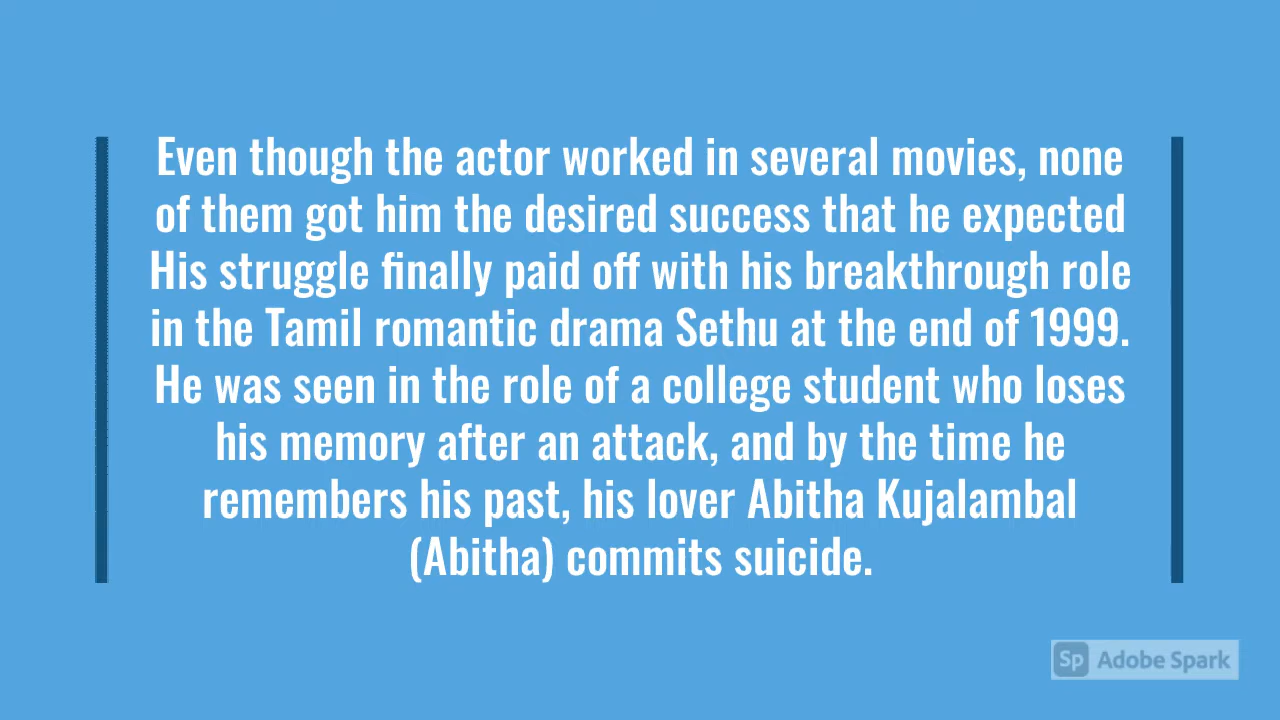 Even though the actor worked in several movies, none
of them got him the desired success that he expected
His struggle finally paid off with his breakthrough role
in the Tamil romantic drama Sethu at the end of 1999.
He was seen in the role of a college student who loses
his memory after an attack, and by the time he
remembers his past, his lover Abitha Kujalambal
(Abitha) commits suicide.
Sp Adobe Spark